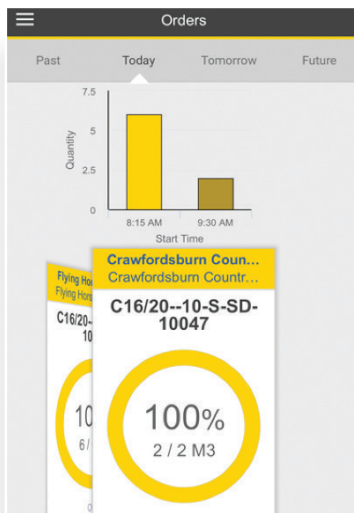 Orders
Past Today Tomorrow Future
7.5
5
2.5
0
Quantity
8:15 AM 9:30 AM
Start Time
Crawfordsburn Coun...
Crawfordsburn Countr...
C16/20--10-S-SD-
10047
100%
2 / 2 M3
Flying Ho
Flying Hors
C16/20--
10
10
6 /